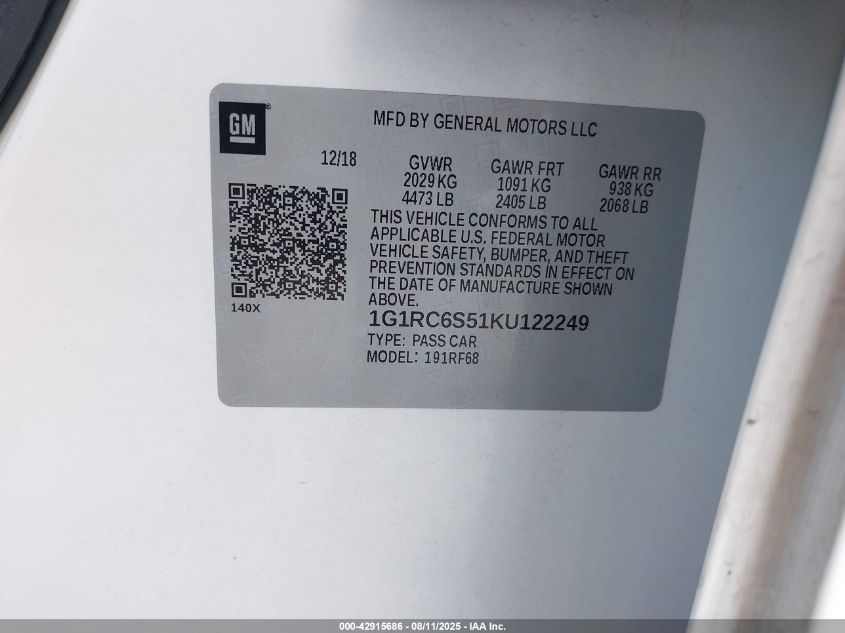 GM ®
MFD BY GENERAL MOTORS LLC
12/18
GVWR
2029 KG
4473 LB
GAWR FRT
1091 KG
2405 LB
GAWR RR
938 KG
2068 LB
THIS VEHICLE CONFORMS TO ALL
APPLICABLE U.S. FEDERAL MOTOR
VEHICLE SAFETY, BUMPER, AND THEFT
PREVENTION STANDARDS IN EFFECT ON
THE DATE OF MANUFACTURE SHOWN
ABOVE.
140X
1G1RC6S51KU122249
TYPE: PASS CAR
MODEL: 191RF68
000-42915686 - 08/11/2025 - IAA Inc.